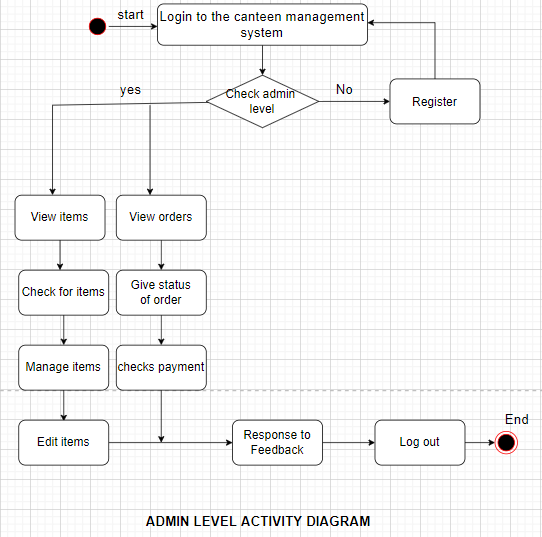 start
Login to the canteen management
system
yes
Check admin
level
No
Register
View items
View orders
Check for items
Give status
of order
Manage items
checks payment
Edit items
Response to
Feedback
Log out
End
ADMIN LEVEL ACTIVITY DIAGRAM